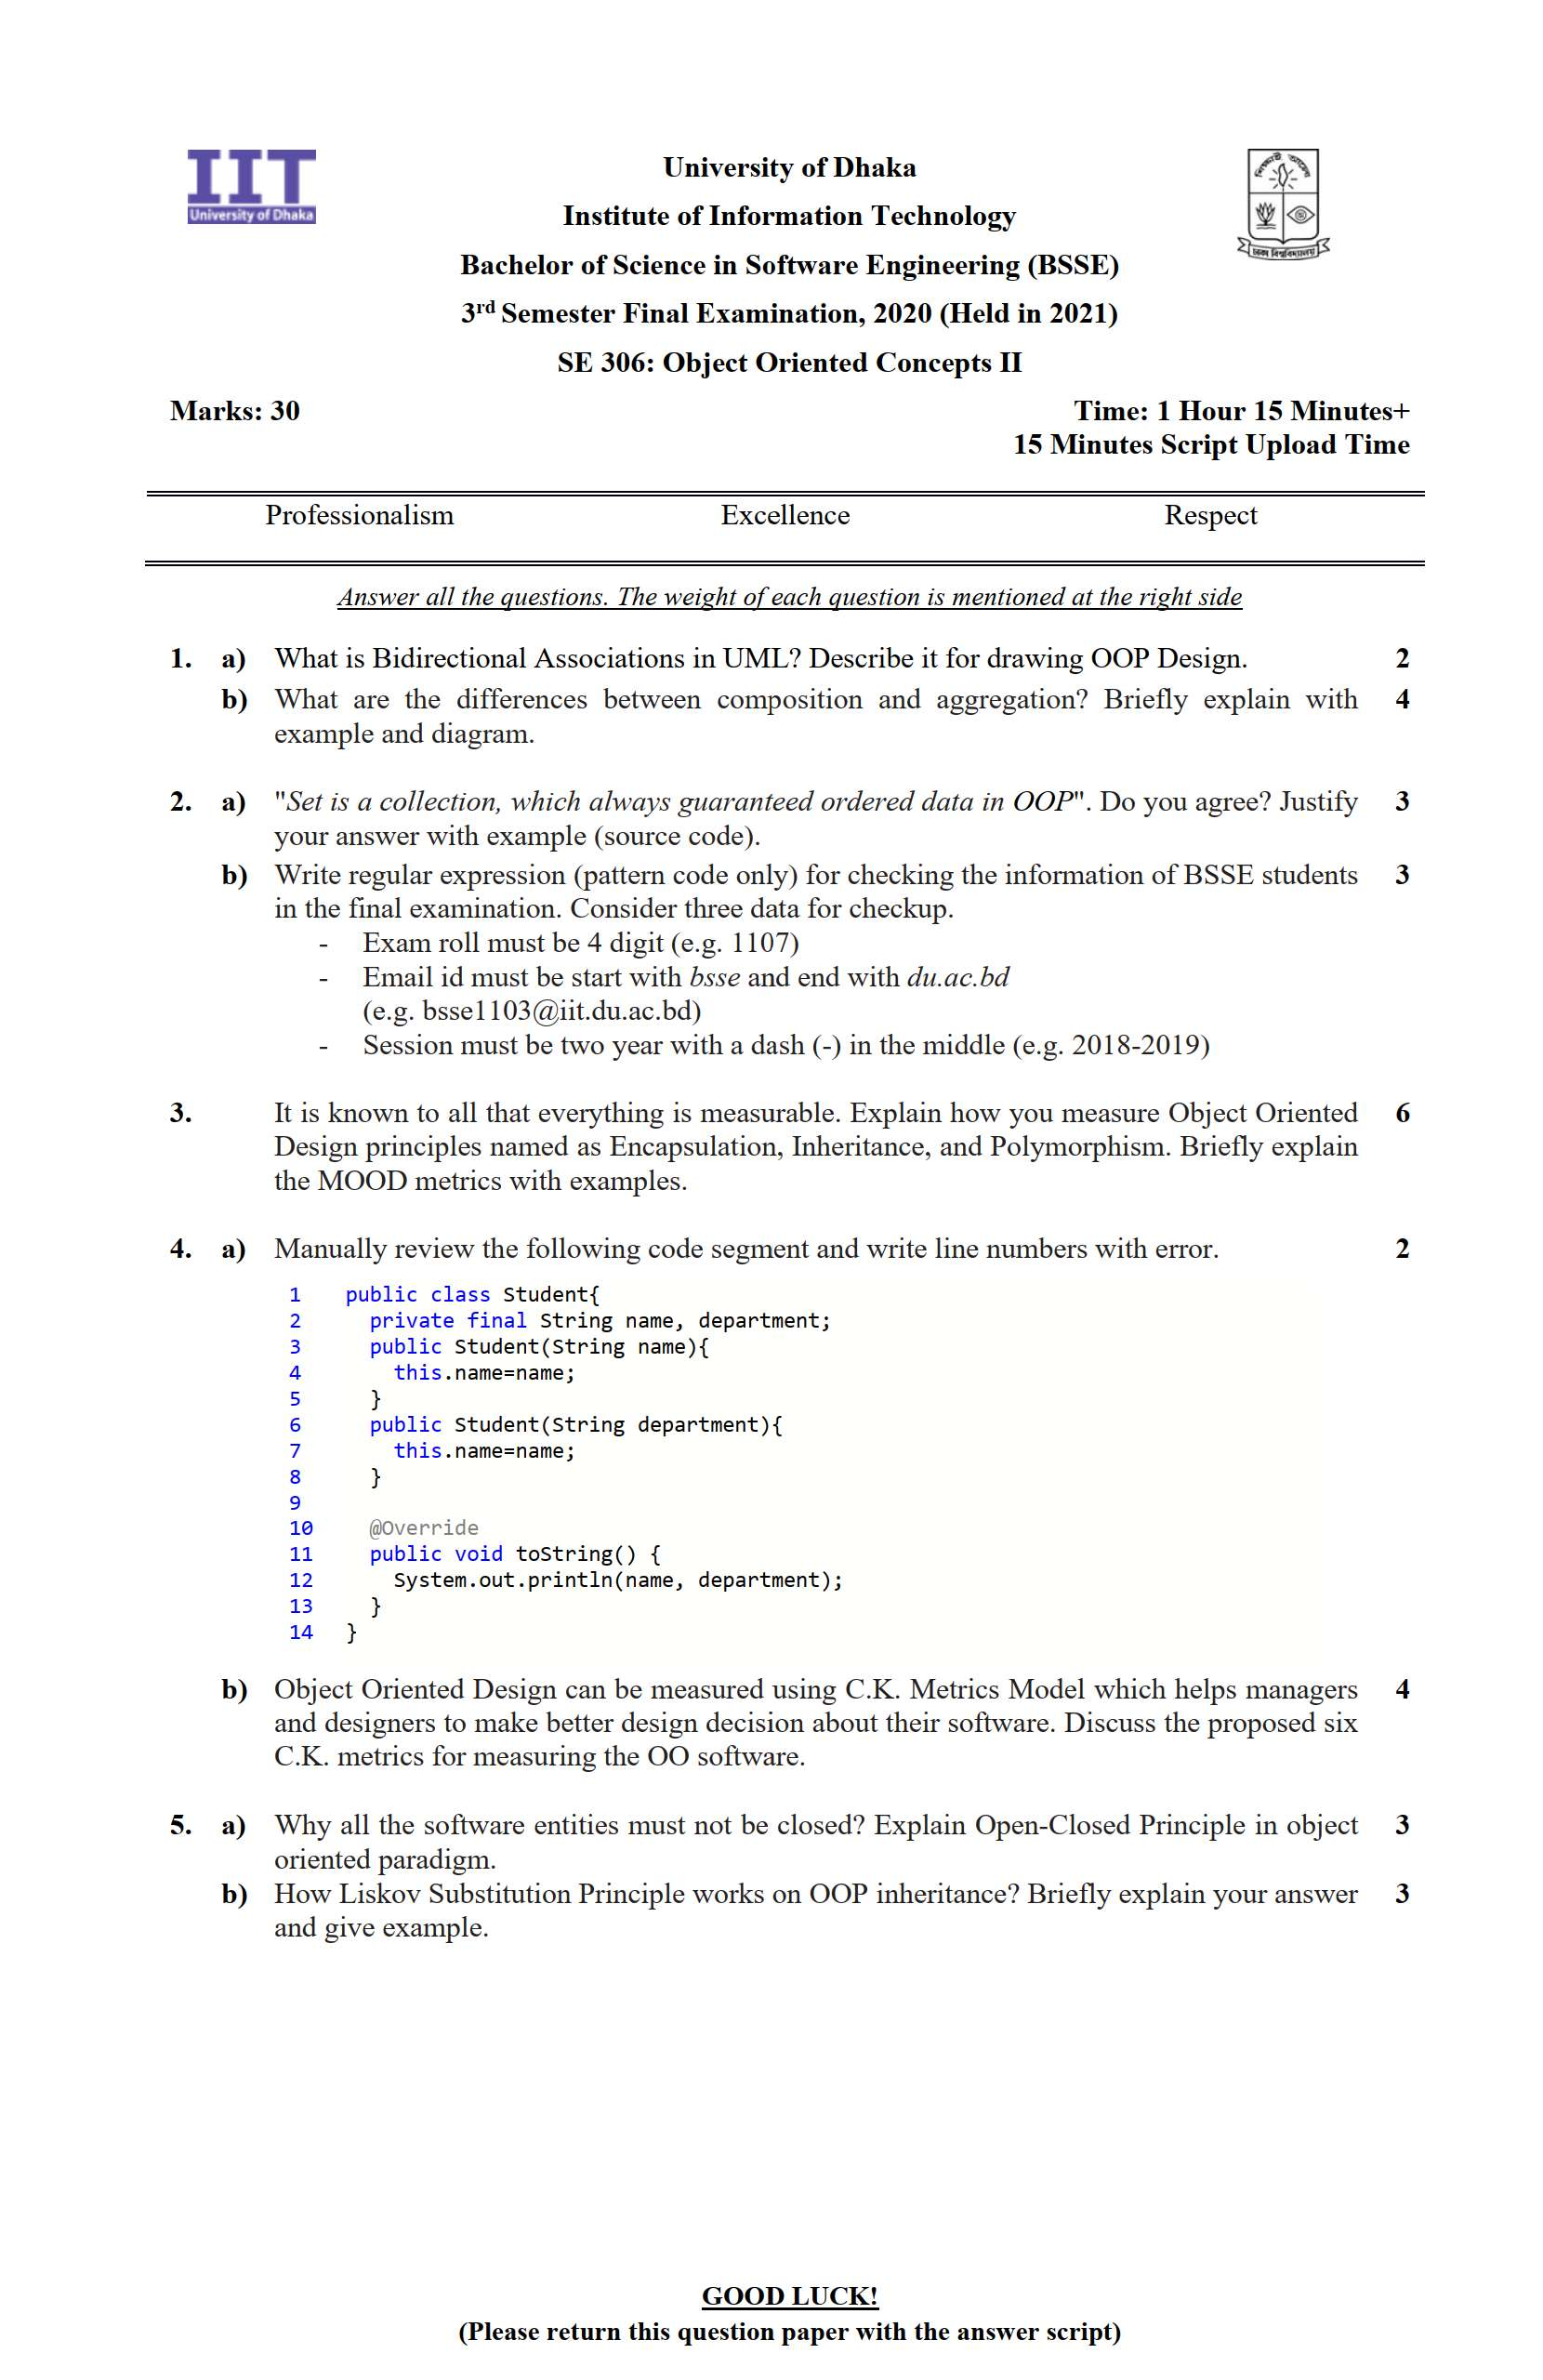 IIT
University of Dhaka
University of Dhaka
Institute of Information Technology
Bachelor of Science in Software Engineering (BSSE)
3rd Semester Final Examination, 2020 (Held in 2021)
SE 306: Object Oriented Concepts II
শিক্ষাই আলো
ঢাকা বিশ্ববিদ্যালয়
Marks: 30 Time: 1 Hour 15 Minutes+
15 Minutes Script Upload Time
Professionalism Excellence Respect
Answer all the questions. The weight of each question is mentioned at the right side
1. a) What is Bidirectional Associations in UML? Describe it for drawing OOP Design. 2
b) What are the differences between composition and aggregation? Briefly explain with 4
example and diagram.
2. a) "Set is a collection, which always guaranteed ordered data in OOP". Do you agree? Justify 3
your answer with example (source code).
b) Write regular expression (pattern code only) for checking the information of BSSE students 3
in the final examination. Consider three data for checkup.
- Exam roll must be 4 digit (e.g. 1107)
- Email id must be start with bsse and end with du.ac.bd
(e.g. bsse1103@iit.du.ac.bd)
- Session must be two year with a dash (-) in the middle (e.g. 2018-2019)
3. It is known to all that everything is measurable. Explain how you measure Object Oriented 6
Design principles named as Encapsulation, Inheritance, and Polymorphism. Briefly explain
the MOOD metrics with examples.
4. a) Manually review the following code segment and write line numbers with error. 2
1 public class Student{
2 private final String name, department;
3 public Student(String name){
4 this.name=name;
5 }
6 public Student(String department){
7 this.name=name;
8 }
9
10 @Override
11 public void toString() {
12 System.out.println(name, department);
13 }
14 }
b) Object Oriented Design can be measured using C.K. Metrics Model which helps managers 4
and designers to make better design decision about their software. Discuss the proposed six
C.K. metrics for measuring the OO software.
5. a) Why all the software entities must not be closed? Explain Open-Closed Principle in object 3
oriented paradigm.
b) How Liskov Substitution Principle works on OOP inheritance? Briefly explain your answer 3
and give example.
GOOD LUCK!
(Please return this question paper with the answer script)